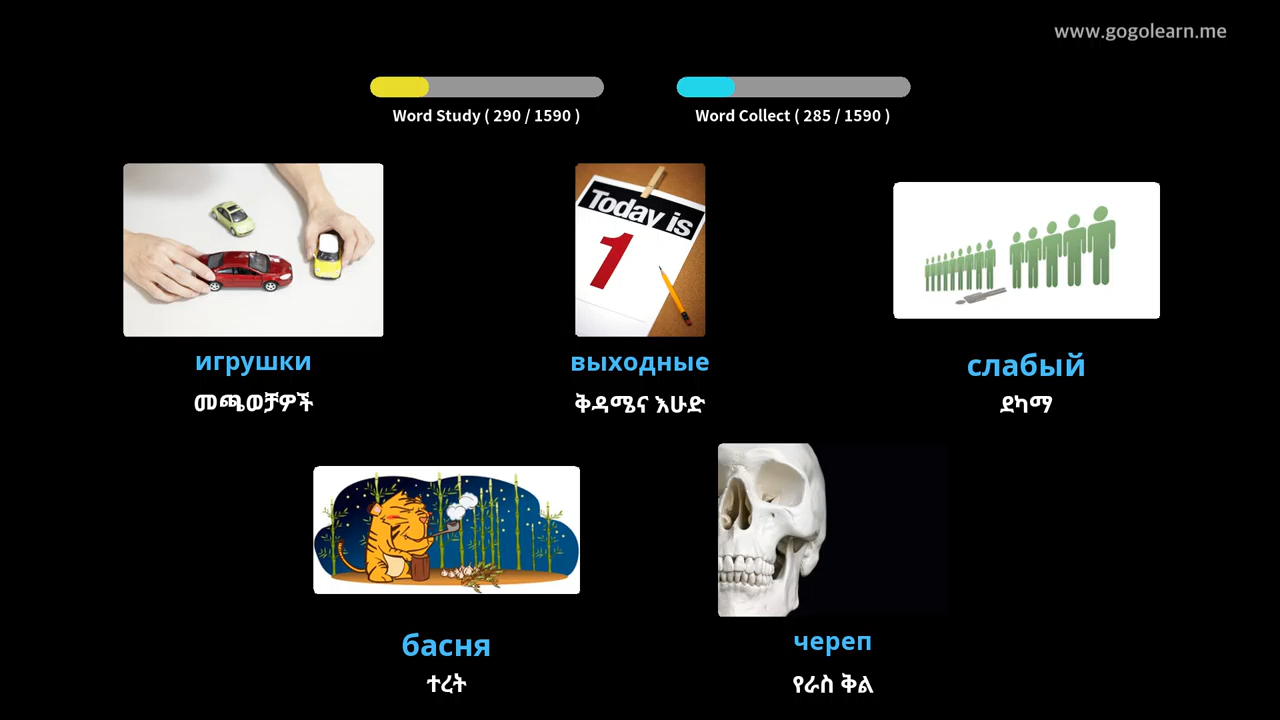 www.gogolearn.me
Word Study ( 290 / 1590 )
Word Collect ( 285 / 1590 )
Today is
1
игрушки
መጫወቻዎች
выходные
ቅዳሜና እሁድ
слабый
ደካማ
басня
ተረት
череп
የራስ ቅል